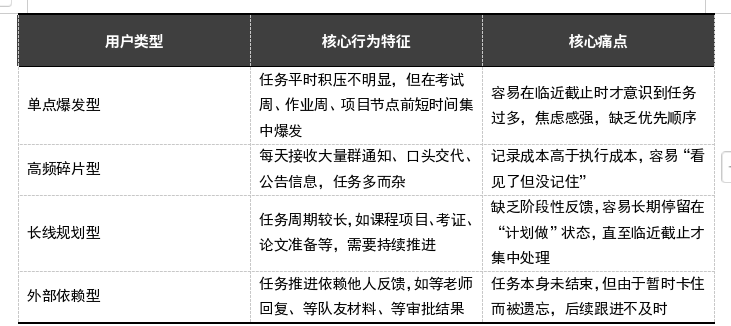 用户类型 核心行为特征 核心痛点
单点爆发型
任务平时积压不明显，但在考试
周、作业周、项目节点前短时间集
中爆发
容易在临近截止时才意识到任务
过多，焦虑感强，缺乏优先顺序
高频碎片型
每天接收大量群通知、口头交代、
公告信息，任务多而杂
记录成本高于执行成本，容易“看
见了但没记住”
长线规划型
任务周期较长，如课程项目、考证、
论文准备等，需要持续推进
缺乏阶段性反馈，容易长期停留在
“计划做”状态，直至临近截止才
集中处理
外部依赖型
任务推进依赖他人反馈，如等老师
回复、等队友材料、等审批结果
任务本身未结束，但由于暂时卡住
而被遗忘，后续跟进不及时